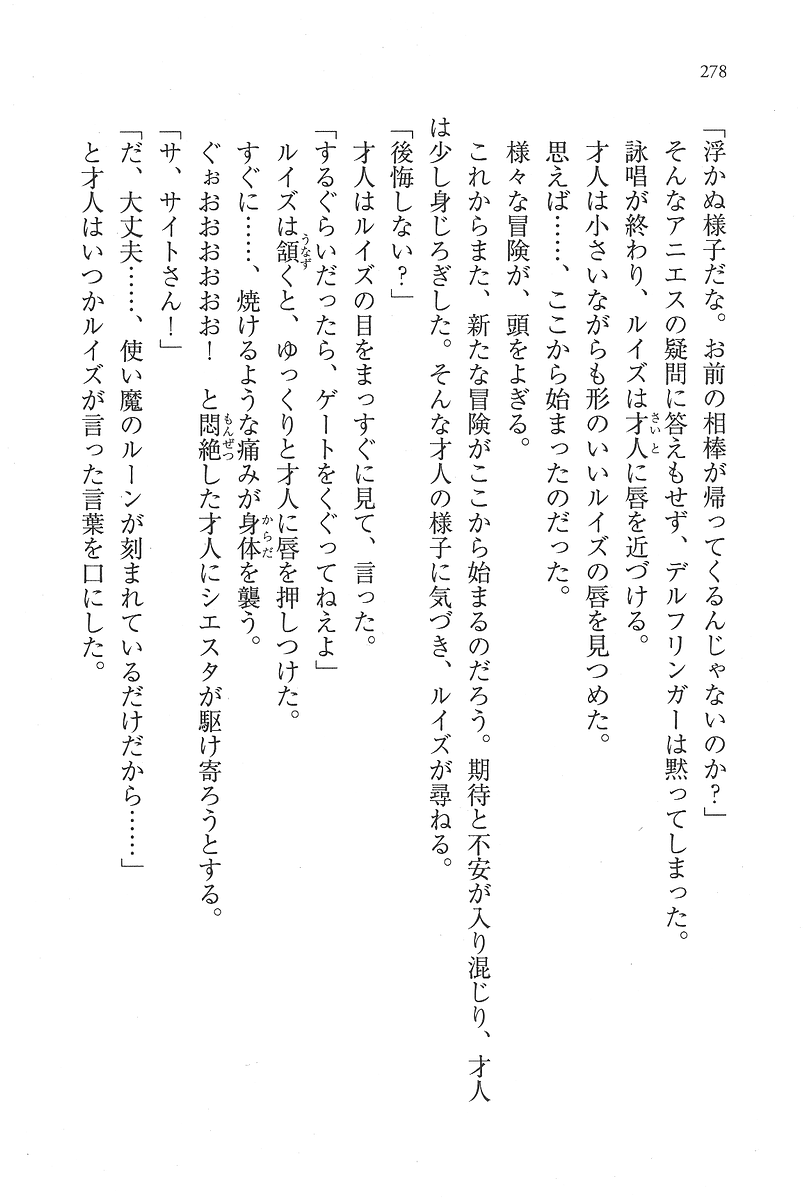 278
「浮かぬ様子だな。お前の相棒が帰ってくるんじゃないのか?」
そんなアニエスの疑問に答えもせず、デルフリンガーは黙ってしまった。
詠唱が終わり、ルイズは才人に唇を近づける。
才人は小さいながらも形のいいルイズの唇を見つめた。
思えば……、ここから始まったのだった。
様々な冒険が、頭をよぎる。
これからまた、新たな冒険がここから始まるのだろう。期待と不安が入り混じり、才人
は少し身じろぎした。そんな才人の様子に気づき、ルイズが尋ねる。
「後悔しない?」
才人はルイズの目をまっすぐに見て、言った。
「するぐらいだったら、ゲートをくぐってねえよ」
ルイズは頷くと、ゆっくりと才人に唇を押しつけた。
すぐに……、焼けるような痛みが身体を襲う。
ぐぉおおおおおお! と悶絶した才人にシエスタが駆け寄ろうとする。
「サ、サイトさん!」
「だ、大丈夫……、使い魔のルーンが刻まれているだけだから……」
と才人はいつかルイズが言った言葉を口にした。